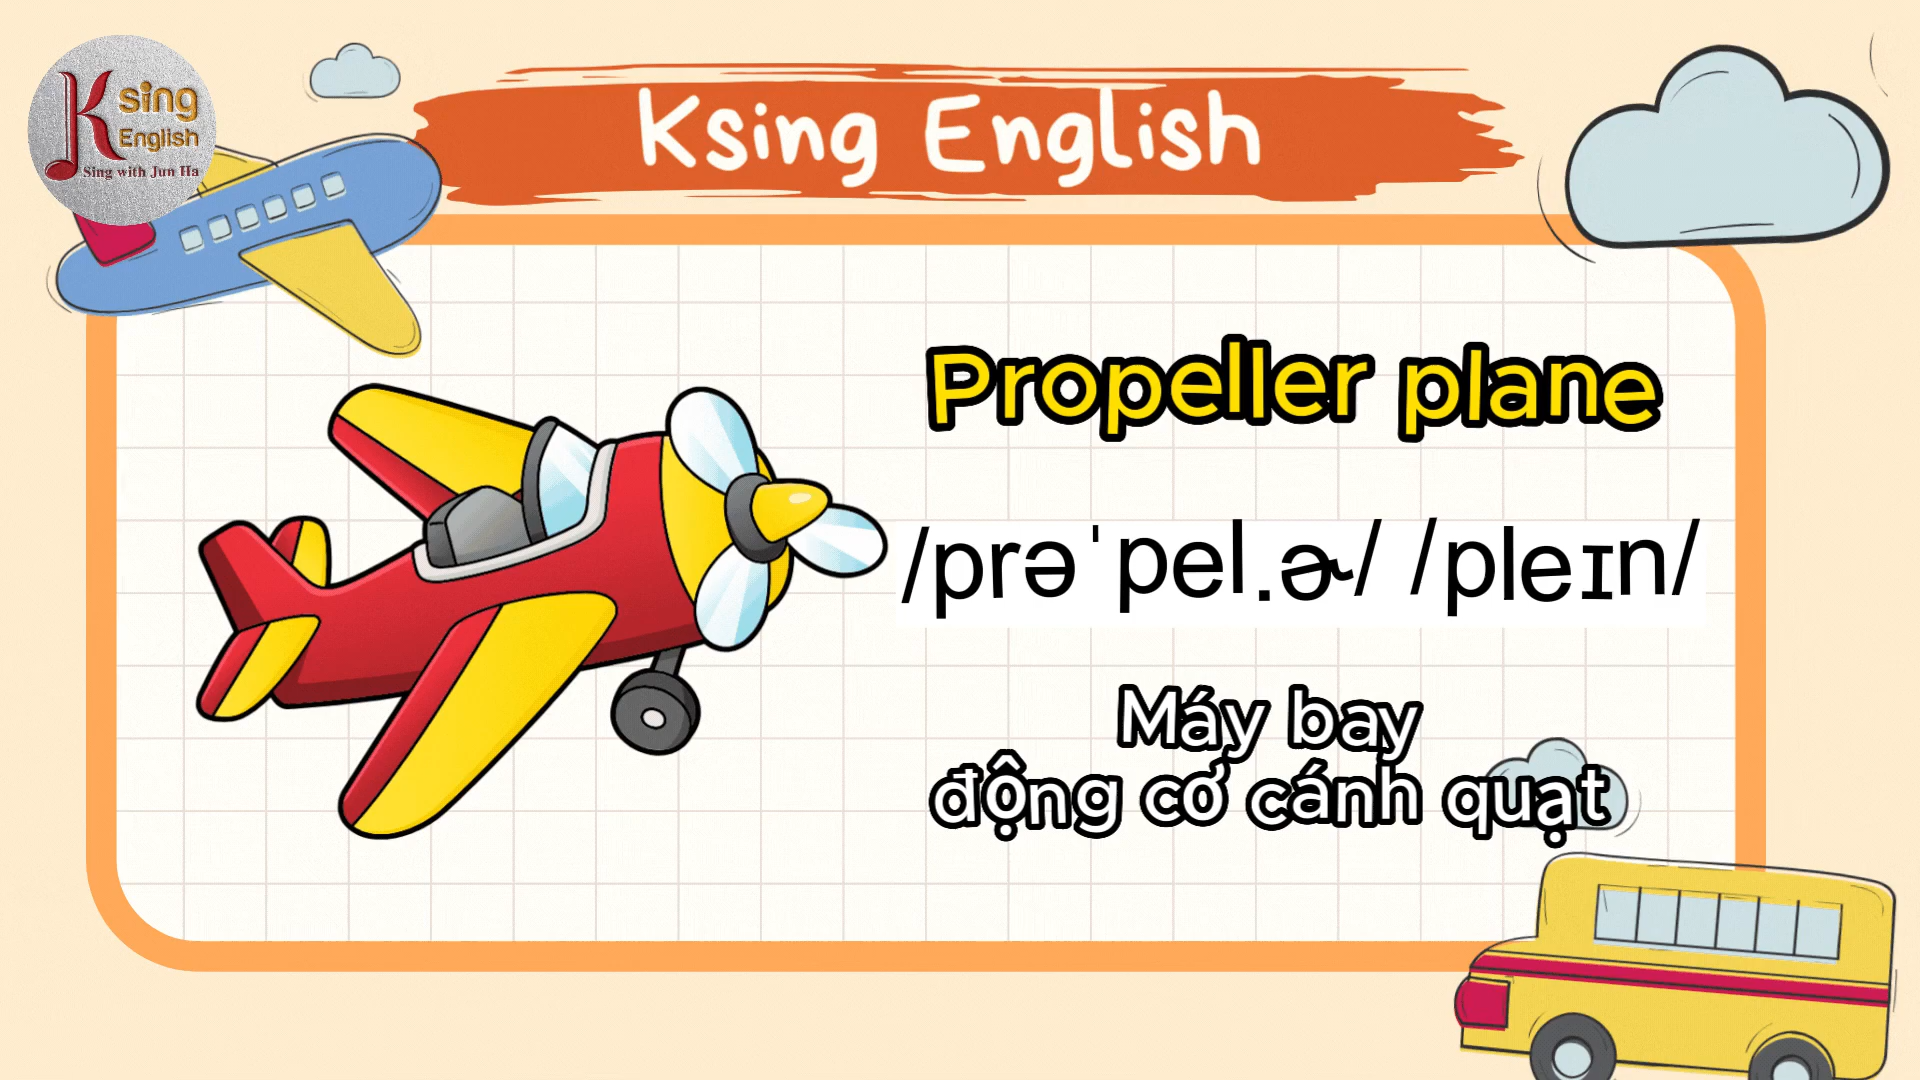 Ksing
English
Sing with Jun Ha
Ksing English
Propeller plane
/prəˈpel.ɚ/ /pleɪn/
Máy bay
động cơ cánh quạt